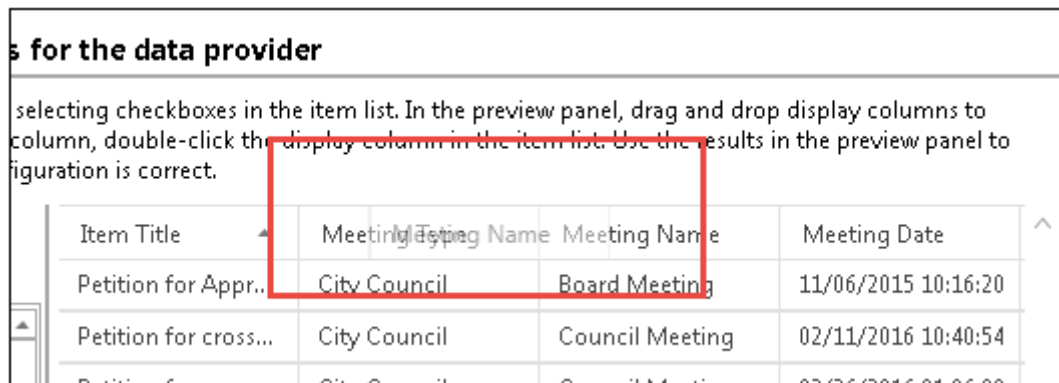 s for the data provider
selecting checkboxes in the item list. In the preview panel, drag and drop display columns to
column, double-click the display column in the item list. Use the results in the preview panel to
figuration is correct.
Item Title Meeting Type Meeting Name Meeting Name Meeting Date
Petition for Appr... City Council Board Meeting 11/06/2015 10:16:20
Petition for cross... City Council Council Meeting 02/11/2016 10:40:54